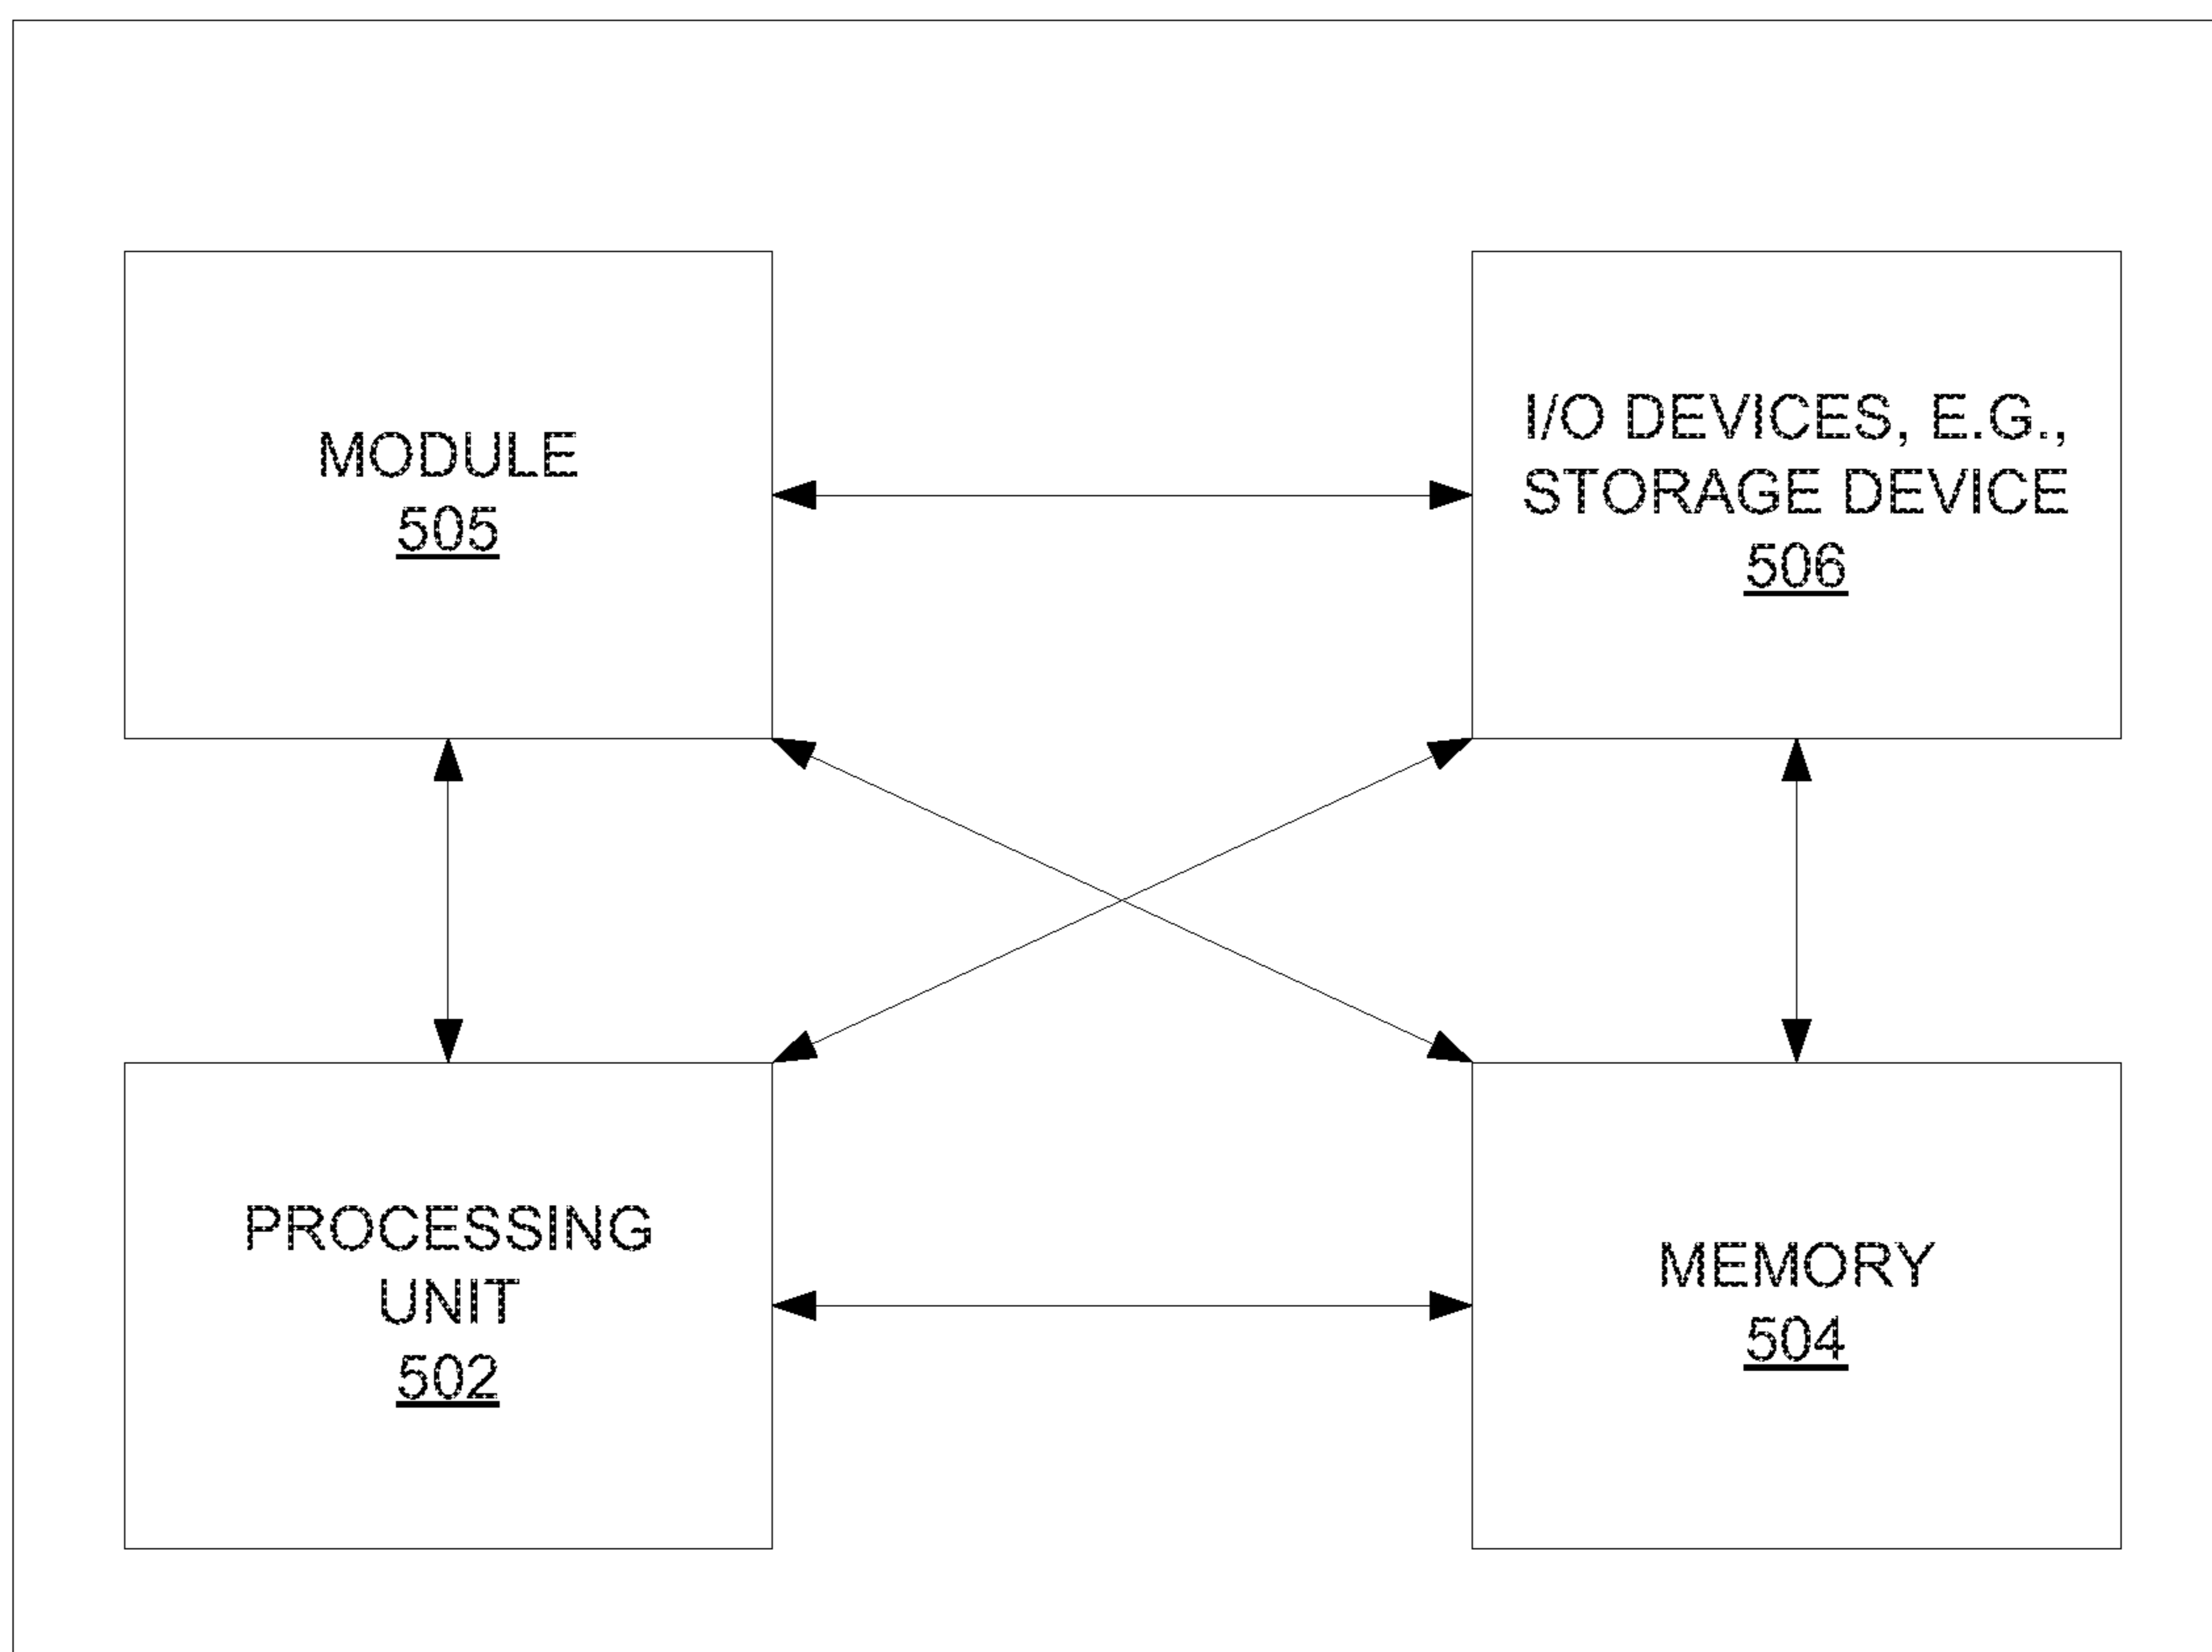 MODULE
505
I/O DEVICES, E.G.,
STORAGE DEVICE
506
PROCESSING
UNIT
502
MEMORY
504